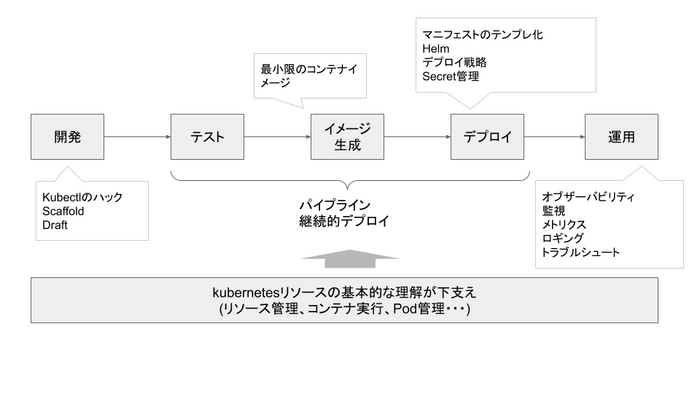 マニフェストのテンプレ化
Helm
デプロイ戦略
Secret管理
最小限のコンテナイ
メージ
開発
テスト
イメージ
生成
デプロイ
運用
Kubectlのハック
Scaffold
Draft
パイプライン
継続的デプロイ
オブザーバビリティ
監視
メトリクス
ロギング
トラブルシュート
kubernetesリソースの基本的な理解が下支え
(リソース管理、コンテナ実行、Pod管理・・・)